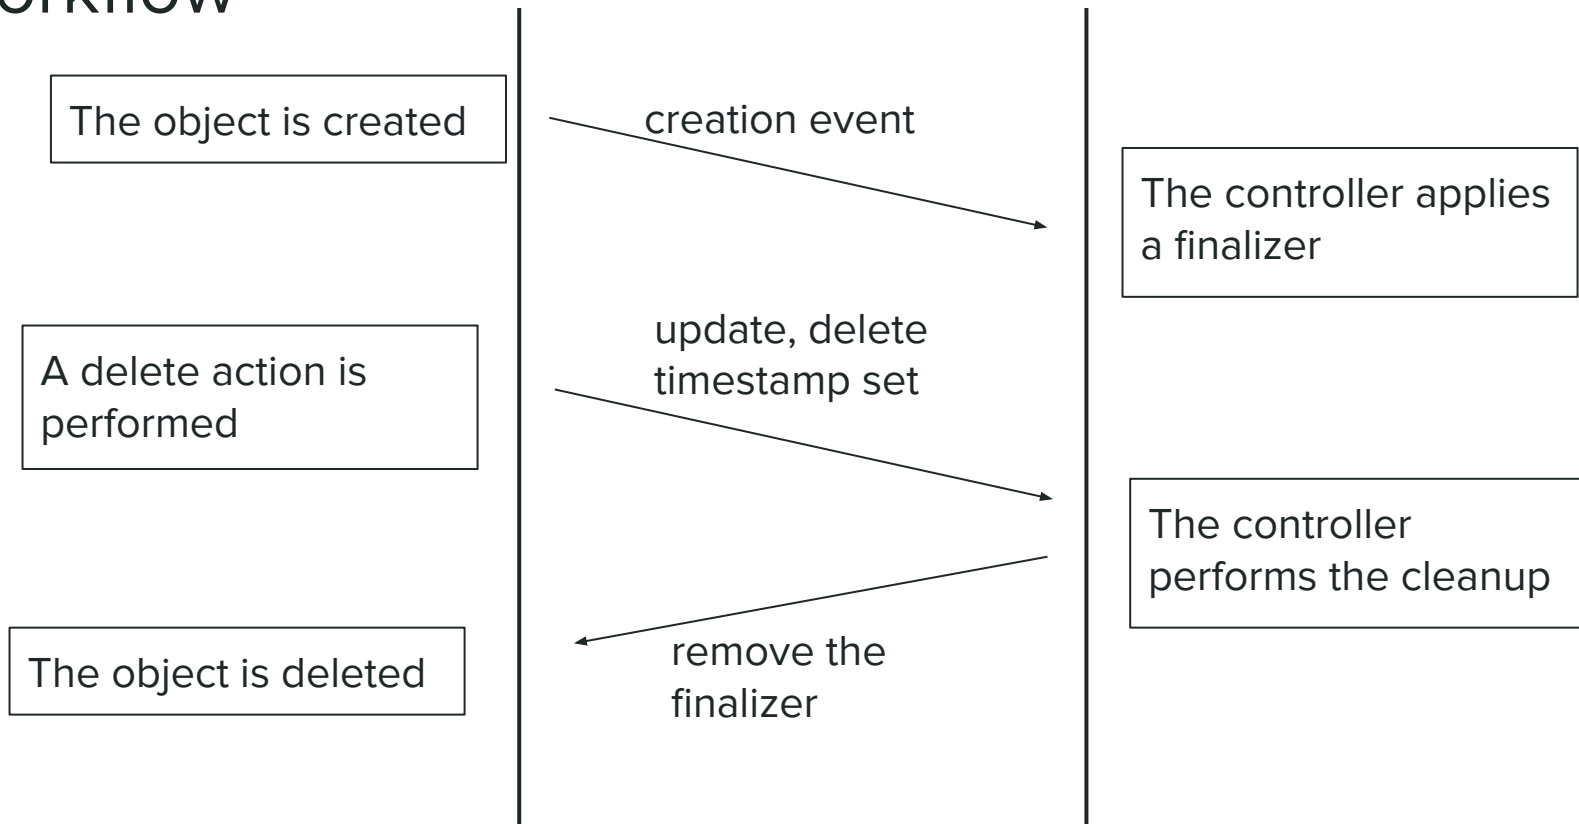 The object is created
creation event
The controller applies
a finalizer
update, delete
timestamp set
A delete action is
performed
The controller
performs the cleanup
remove the
finalizer
The object is deleted